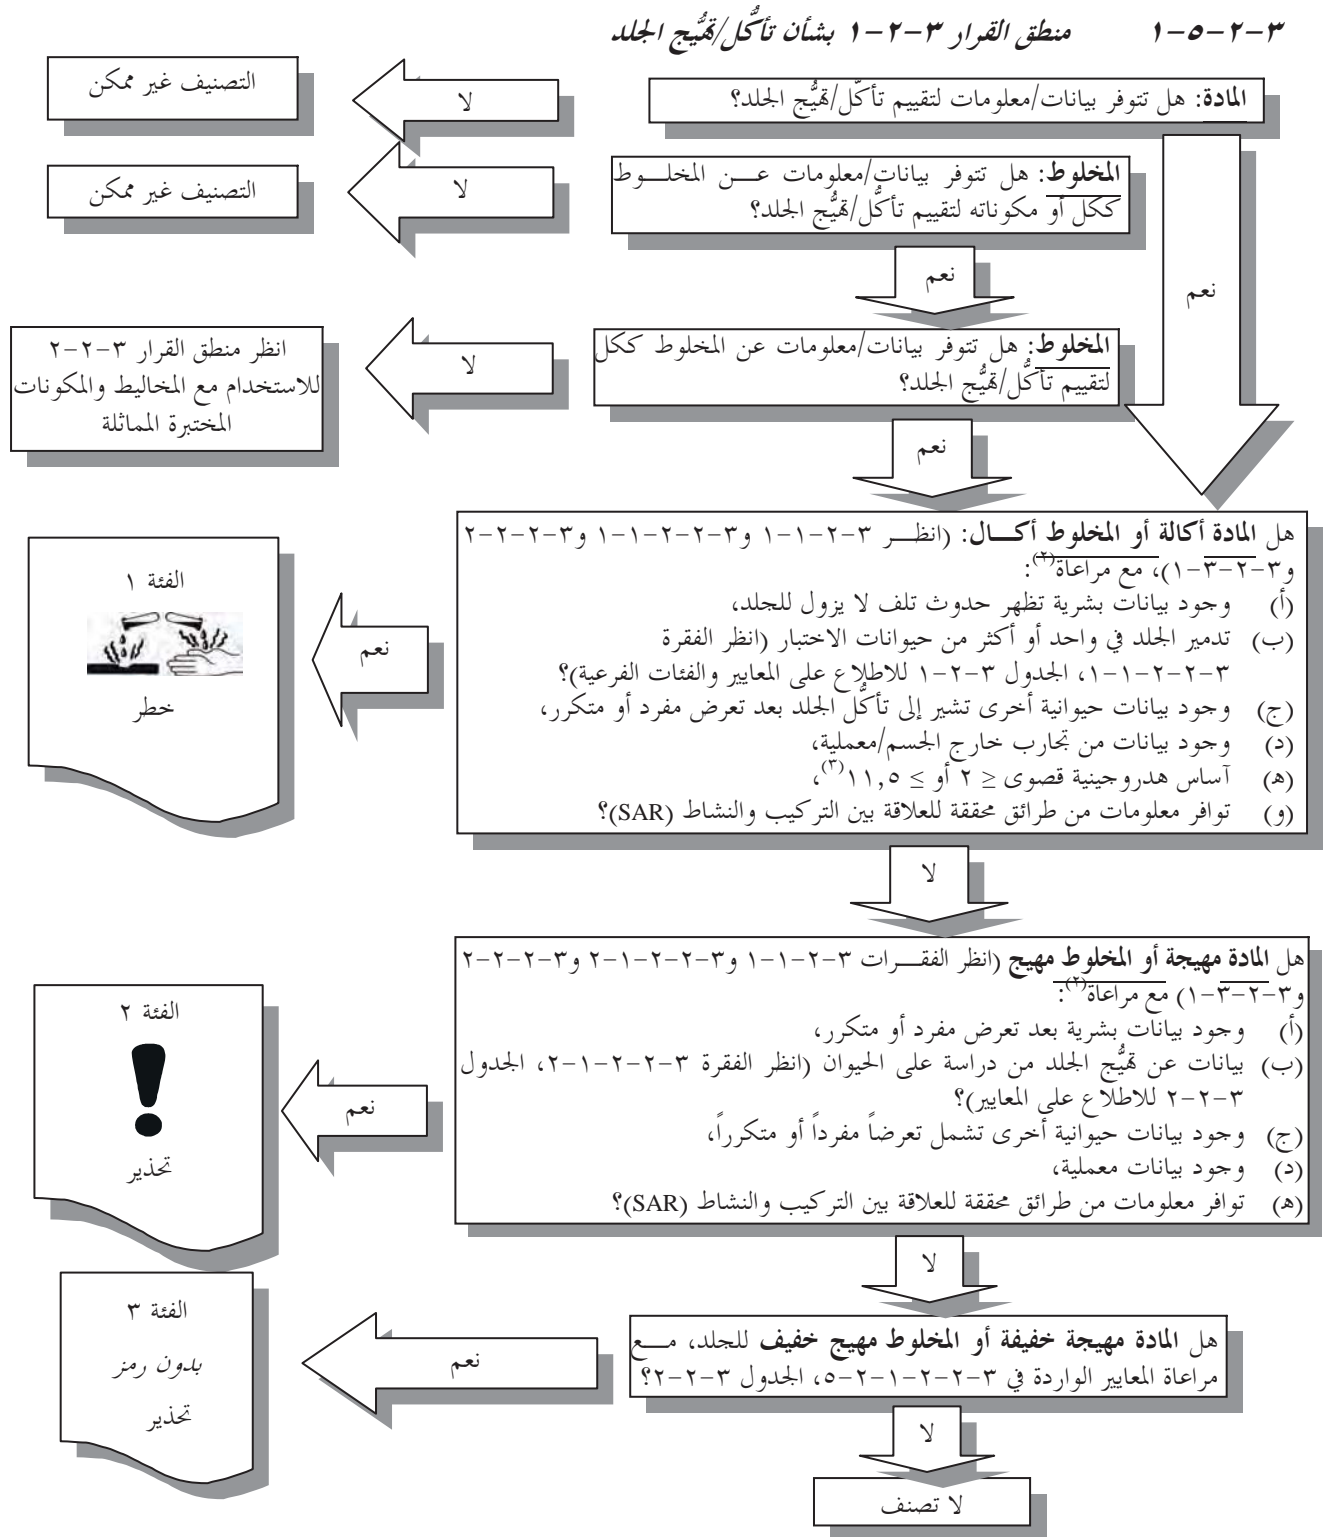 ٣-٢-٥-١ منطق القرار ٣-٢-١ بشأن تأكُّل/تهيُّج الجلد
المادة: هل تتوفر بيانات/معلومات لتقييم تأكّل/تهيُّج الجلد؟
لا
التصنيف غير ممكن
المخلوط: هل تتوفر بيانات/معلومات عــن المخلــوط
ككل أو مكوناته لتقييم تأكُّل/تهيُّج الجلد؟
لا
التصنيف غير ممكن
نعم
نعم
المخلوط: هل تتوفر بيانات/معلومات عن المخلوط ككل
لتقييم تأكُّل/تهيُّج الجلد؟
لا
انظر منطق القرار ٣-٢-٢
للاستخدام مع المخاليط والمكونات
المختبرة المماثلة
نعم
هل المادة أكالة أو المخلوط أكــال: (انظــر ٣-٢-١-١ و٣-٢-٢-١-١ و٣-٢-٢-٢
و٣-٢-٣-١)، مع مراعاة(٢):
(أ) وجود بيانات بشرية تظهر حدوث تلف لا يزول للجلد،
(ب) تدمير الجلد في واحد أو أكثر من حيوانات الاختبار (انظر الفقرة
٣-٢-٢-١-١، الجدول ٣-٢-١ للاطلاع على المعايير والفئات الفرعية)؟
(ج) وجود بيانات حيوانية أخرى تشير إلى تأكُّل الجلد بعد تعرض مفرد أو متكرر،
(د) وجود بيانات من تجارب خارج الجسم/معملية،
(ه) آساس هدروجينية قصوى ≤ ٢ أو ≥ ١١,٥(٣)،
(و) توافر معلومات من طرائق محققة للعلاقة بين التركيب والنشاط (SAR)؟
نعم
الفئة ١
خطر
لا
هل المادة مهيجة أو المخلوط مهيج (انظر الفقــرات ٣-٢-١-١ و٣-٢-٢-١-٢ و٣-٢-٢-٢
و٣-٢-٣-١) مع مراعاة(٢):
(أ) وجود بيانات بشرية بعد تعرض مفرد أو متكرر،
(ب) بيانات عن تهيُّج الجلد من دراسة على الحيوان (انظر الفقرة ٣-٢-٢-١-٢، الجدول
٣-٢-٢ للاطلاع على المعايير)؟
(ج) وجود بيانات حيوانية أخرى تشمل تعرضاً مفرداً أو متكرراً،
(د) وجود بيانات معملية،
(ه) توافر معلومات من طرائق محققة للعلاقة بين التركيب والنشاط (SAR)؟
نعم
الفئة ٢
تحذير
لا
هل المادة مهيجة خفيفة أو المخلوط مهيج خفيف للجلد، مــع
مراعاة المعايير الواردة في ٣-٢-٢-١-٢-٥، الجدول ٣-٢-٢؟
نعم
الفئة ٣
بدون رمز
تحذير
لا
لا تصنف